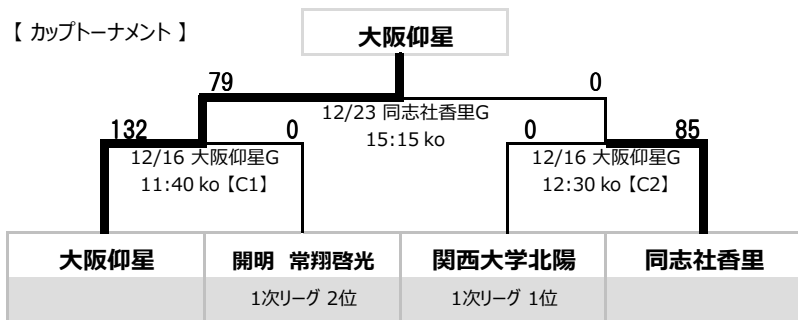 【 カップトーナメント 】
大阪仰星
79
0
12/23 同志社香里G
15:15 ko
132
0
0
85
12/16 大阪仰星G
11:40 ko【C1】
12/16 大阪仰星G
12:30 ko【C2】
大阪仰星
開明 常翔啓光
関西大学北陽
同志社香里
1次リーグ 2位
1次リーグ 1位